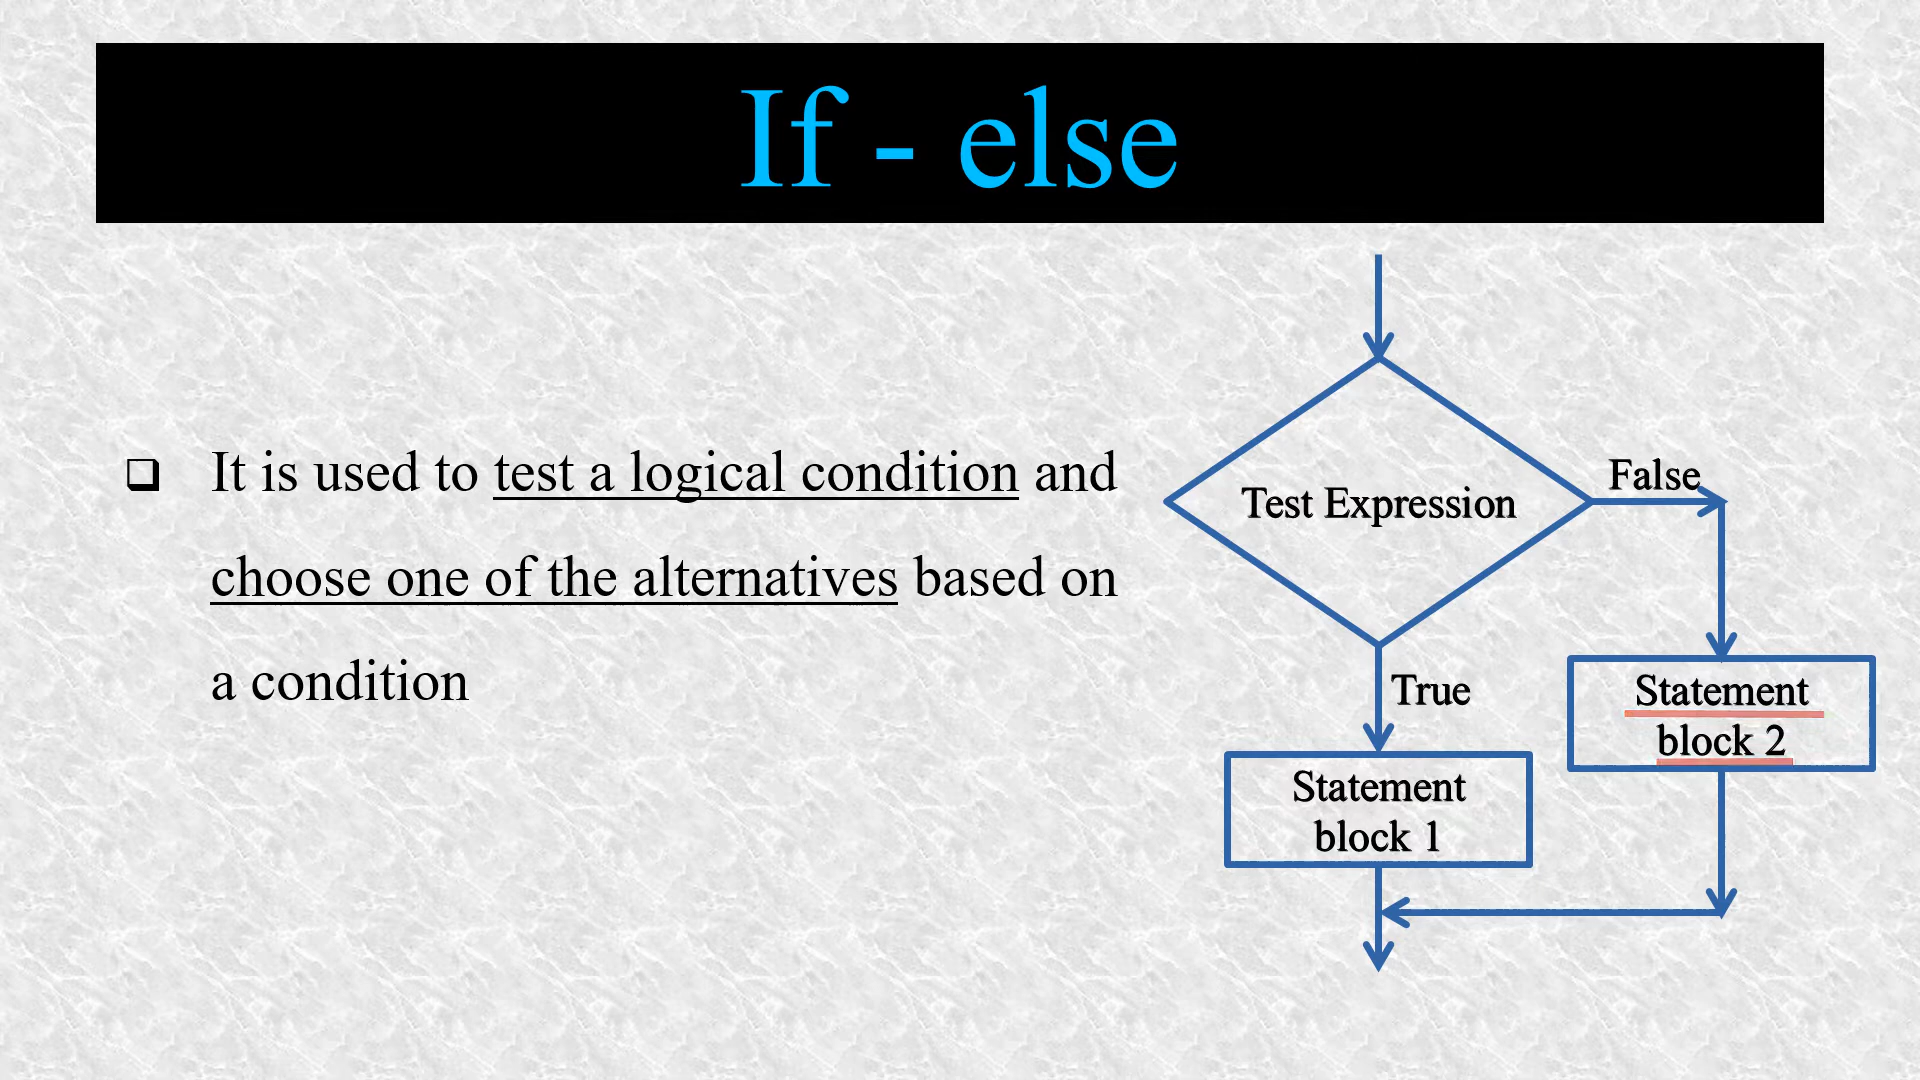 If - else
It is used to test a logical condition and
choose one of the alternatives based on
a condition
Test Expression
False
True
Statement
block 2
Statement
block 1